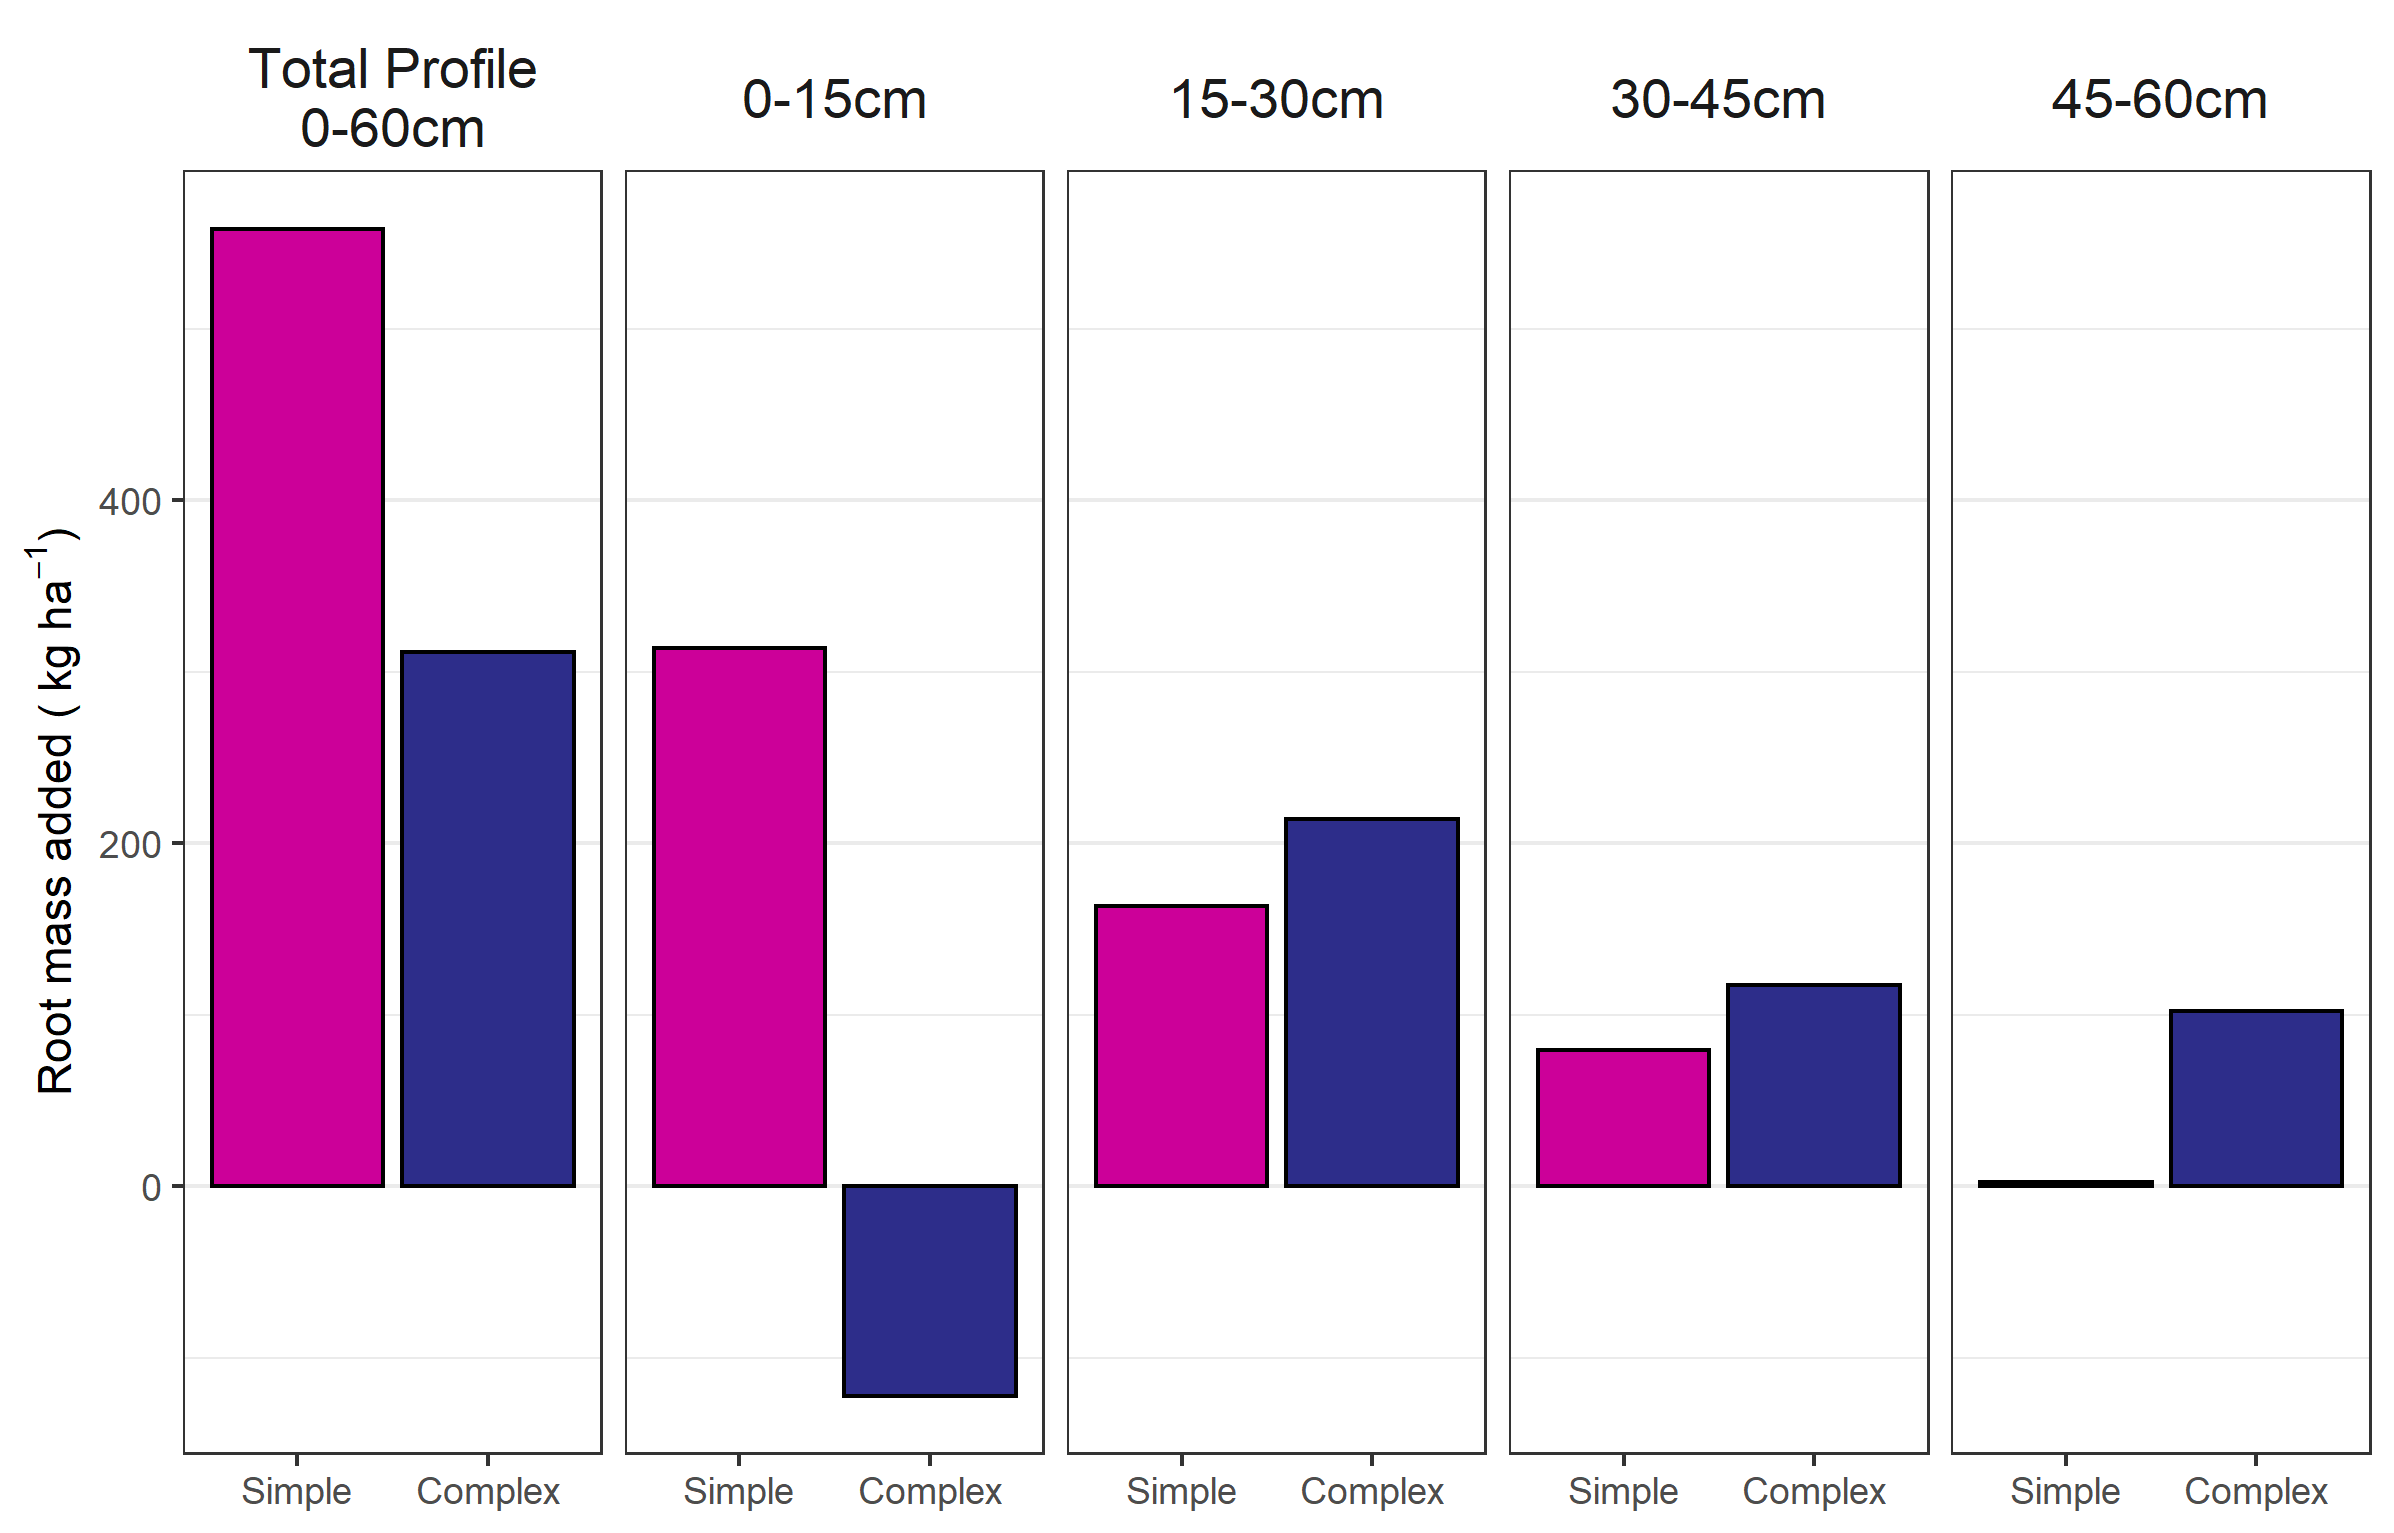 Total Profile
0-60cm
0-15cm
15-30cm
30-45cm
45-60cm
Root mass added ( kg ha⁻¹)
400
200
0
Simple Complex Simple Complex Simple Complex Simple Complex Simple Complex